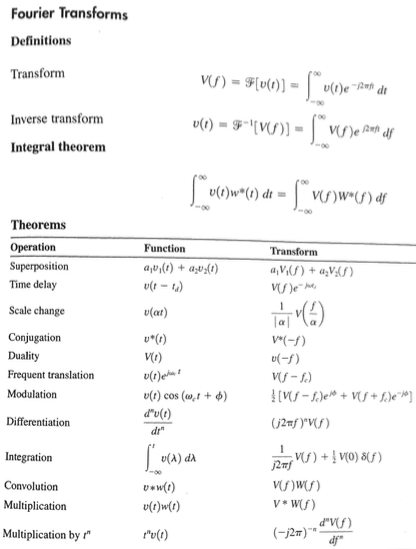 Fourier Transforms
Definitions
Transform V(f) = ℱ[v(t)] = ∫_{-∞}^{∞} v(t)e^{-j2πft} dt
Inverse transform v(t) = ℱ^{-1}[V(f)] = ∫_{-∞}^{∞} V(f)e^{j2πft} df
Integral theorem
∫_{-∞}^{∞} v(t)w*(t) dt = ∫_{-∞}^{∞} V(f)W*(f) df
Theorems
Operation Function Transform
Superposition a₁v₁(t) + a₂v₂(t) a₁V₁(f) + a₂V₂(f)
Time delay v(t − t_d) V(f)e^{-jωt_d}
Scale change v(αt) 1/|α| V(f/α)
Conjugation v*(t) V*(−f)
Duality V(t) v(−f)
Frequent translation v(t)e^{jω_c t} V(f − f_c)
Modulation v(t) cos (ω_c t + φ) ½[V(f − f_c)e^{jφ} + V(f + f_c)e^{-jφ}]
Differentiation d^n v(t)/dt^n (j2πf)^n V(f)
Integration ∫_{-∞}^{t} v(λ) dλ 1/j2πf V(f) + ½ V(0) δ(f)
Convolution v*w(t) V(f)W(f)
Multiplication v(t)w(t) V * W(f)
Multiplication by t^n t^n v(t) (−j2π)^{-n} d^n V(f)/df^n